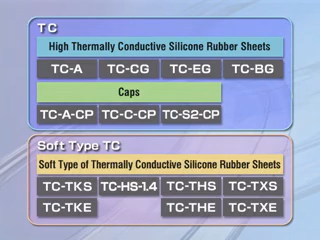 TC
High Thermally Conductive Silicone Rubber Sheets
TC-A TC-CG TC-EG TC-BG
Caps
TC-A-CP TC-C-CP TC-S2-CP
Soft Type TC
Soft Type of Thermally Conductive Silicone Rubber Sheets
TC-TKS TC-HS-1.4 TC-THS TC-TXS
TC-TKE TC-THE TC-TXE